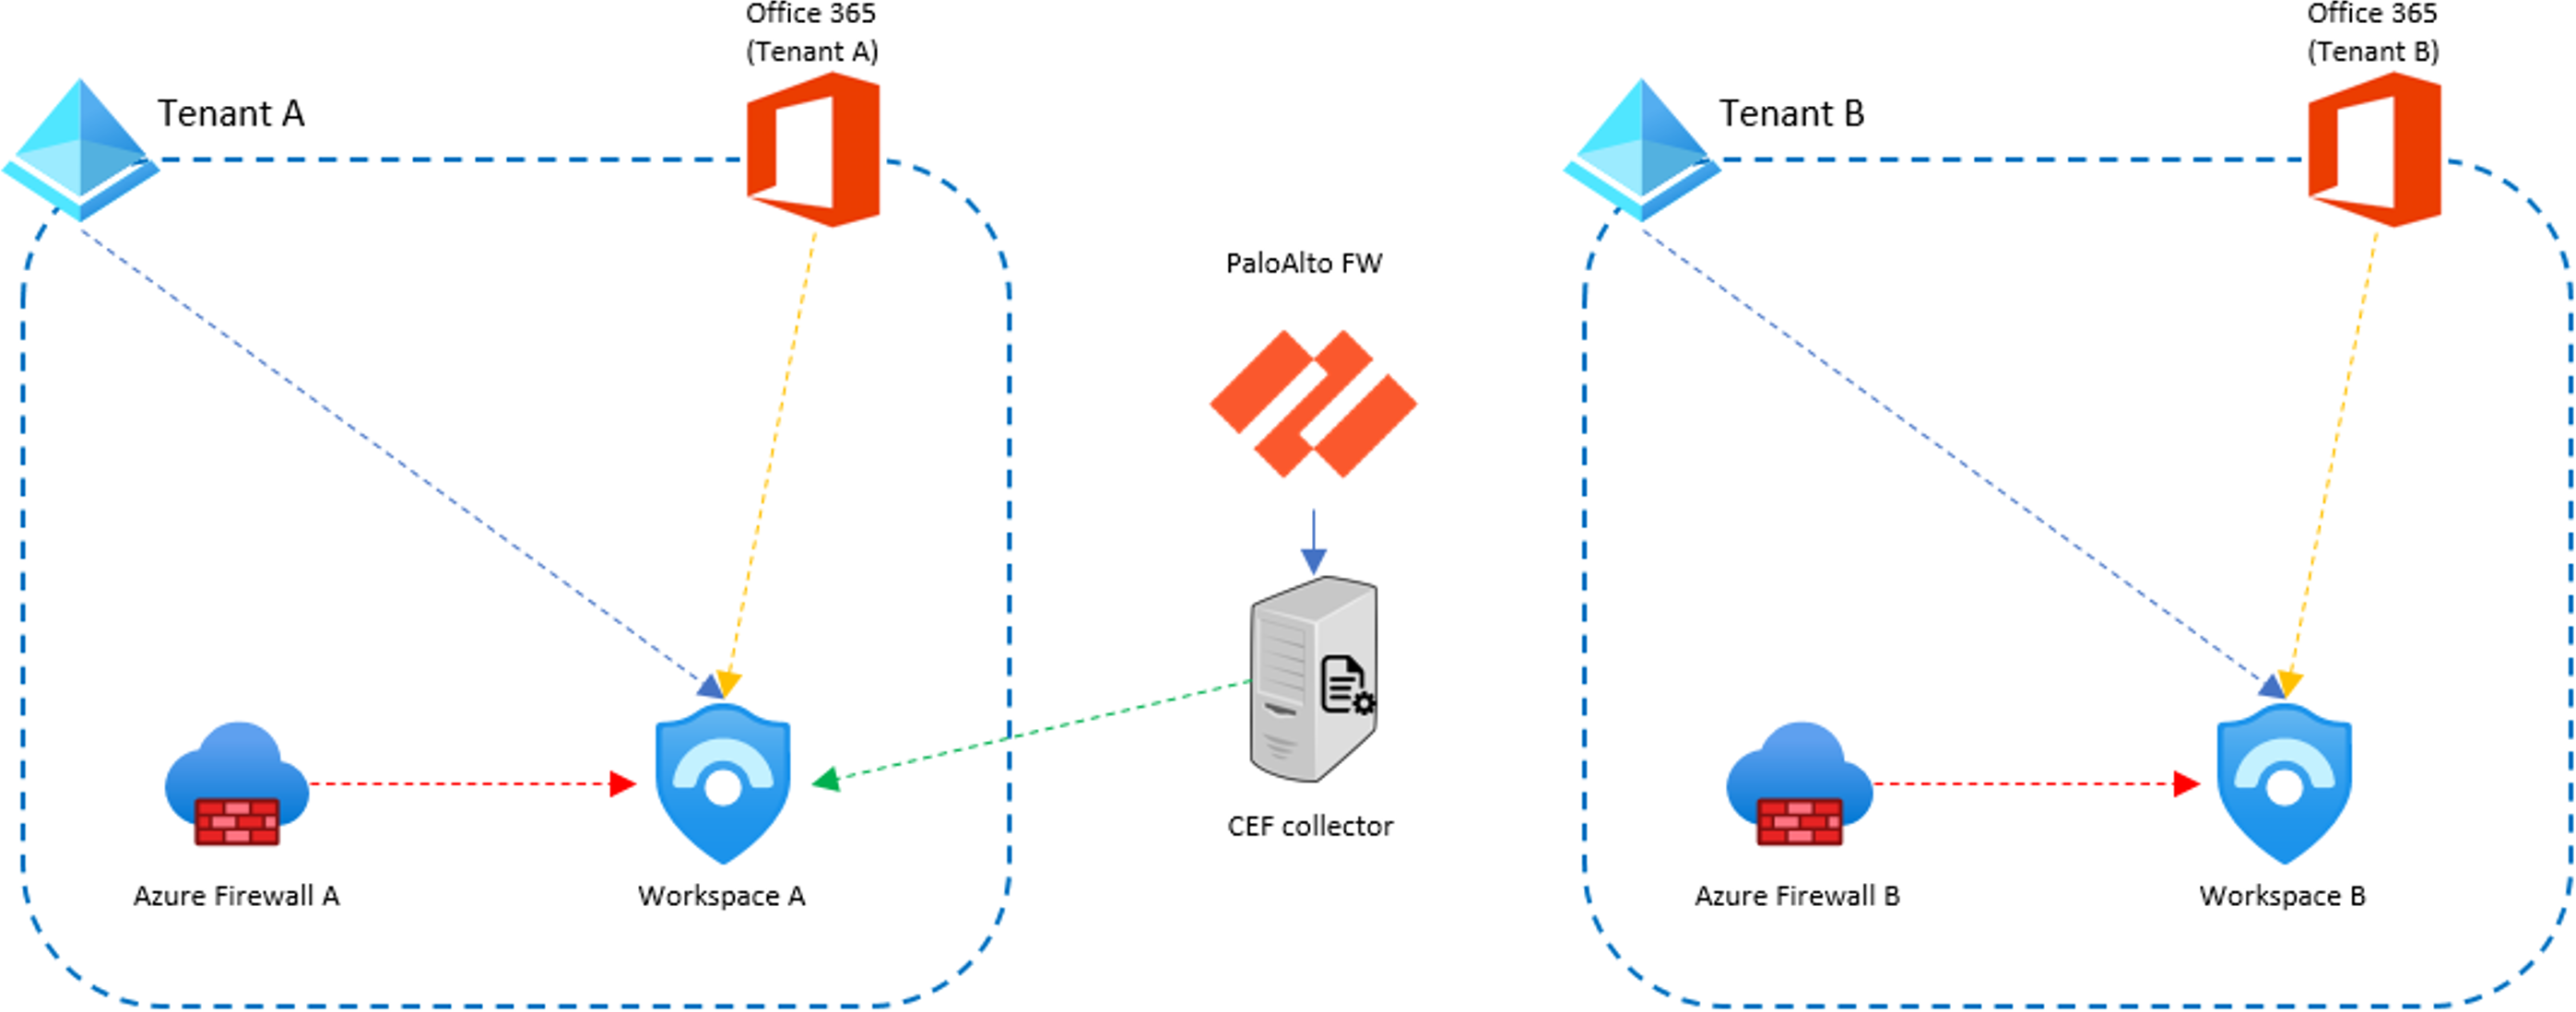 Office 365
(Tenant A)
Tenant A
PaloAlto FW
CEF collector
Azure Firewall A
Workspace A
Office 365
(Tenant B)
Tenant B
Azure Firewall B
Workspace B